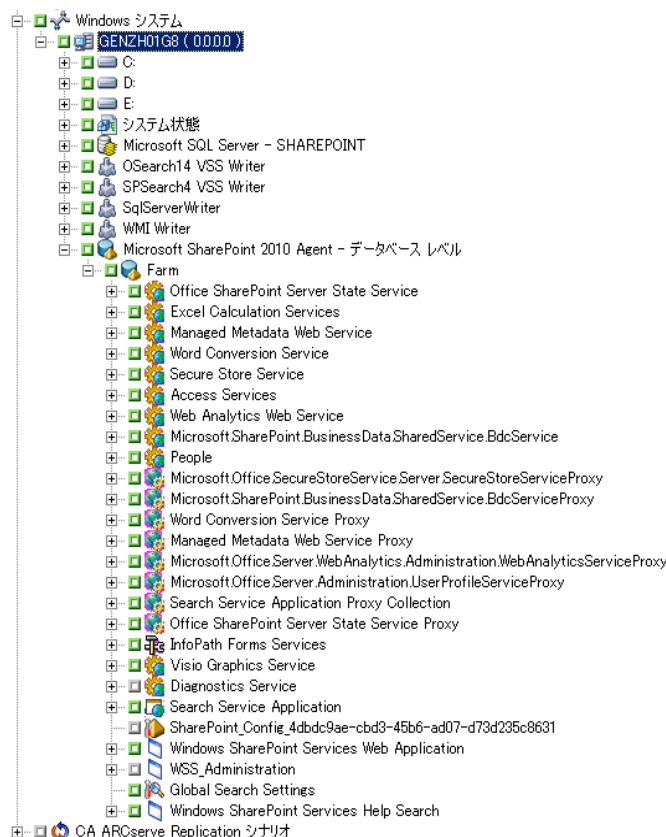 Windows システム
GENZH01G8 ( 0.0.0.0 )
C:
D:
E:
システム状態
Microsoft SQL Server - SHAREPOINT
OSearch14 VSS Writer
SPSearch4 VSS Writer
SqlServerWriter
WMI Writer
Microsoft SharePoint 2010 Agent - データベース レベル
Farm
Office SharePoint Server State Service
Excel Calculation Services
Managed Metadata Web Service
Word Conversion Service
Secure Store Service
Access Services
Web Analytics Web Service
Microsoft.SharePoint.BusinessData.SharedService.BdcService
People
Microsoft.Office.SecureStoreService.Server.SecureStoreServiceProxy
Microsoft.SharePoint.BusinessData.SharedService.BdcServiceProxy
Word Conversion Service Proxy
Managed Metadata Web Service Proxy
Microsoft.Office.Server.WebAnalytics.Administration.WebAnalyticsServiceProxy
Microsoft.Office.Server.Administration.UserProfileServiceProxy
Search Service Application Proxy Collection
Office SharePoint Server State Service Proxy
InfoPath Forms Services
Visio Graphics Service
Diagnostics Service
Search Service Application
SharePoint_Config_4dbdc9ae-cbd3-45b6-ad07-d73d235c8631
Windows SharePoint Services Web Application
WSS_Administration
Global Search Settings
Windows SharePoint Services Help Search
CA ARCserve Replication シナリオ